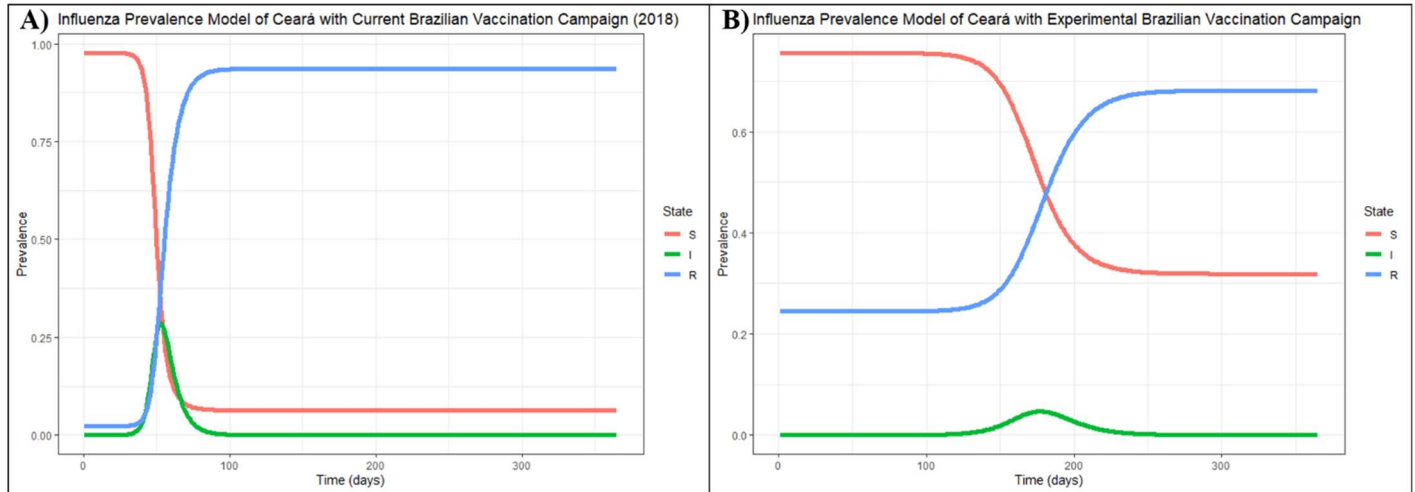 A) Influenza Prevalence Model of Ceará with Current Brazilian Vaccination Campaign (2018)
1.00
0.75
0.50
0.25
0.00
Prevalence
0
100
200
300
Time (days)
State
S
I
R
B) Influenza Prevalence Model of Ceará with Experimental Brazilian Vaccination Campaign
0.6
0.4
0.2
0.0
Prevalence
0
100
200
300
Time (days)
State
S
I
R